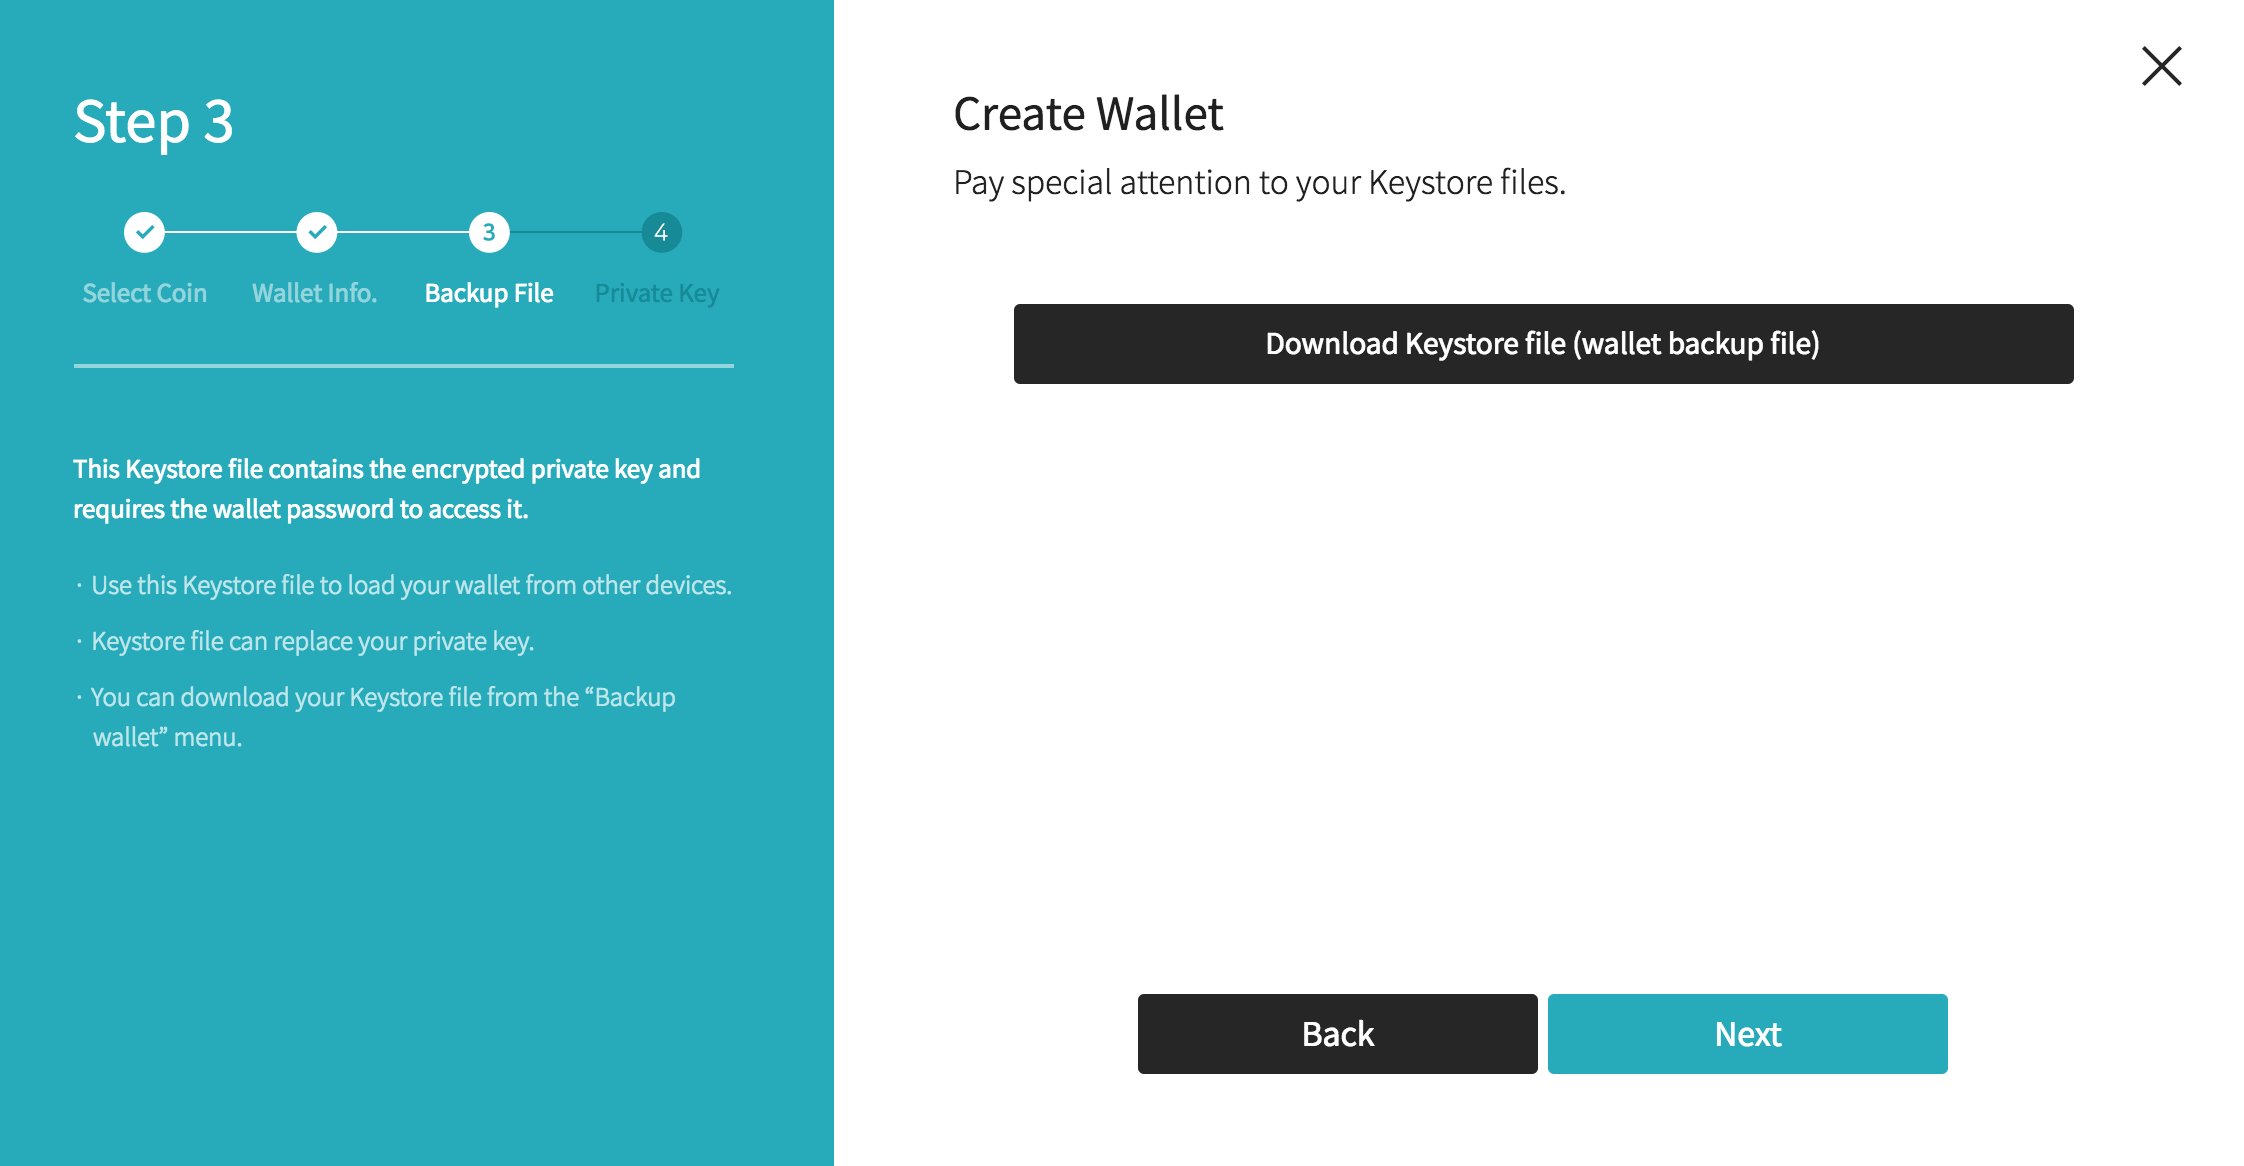 Step 3
3
4
Select Coin
Wallet Info.
Backup File
Private Key
This Keystore file contains the encrypted private key and
requires the wallet password to access it.
· Use this Keystore file to load your wallet from other devices.
· Keystore file can replace your private key.
· You can download your Keystore file from the “Backup
wallet” menu.
Create Wallet
Pay special attention to your Keystore files.
Download Keystore file (wallet backup file)
Back
Next